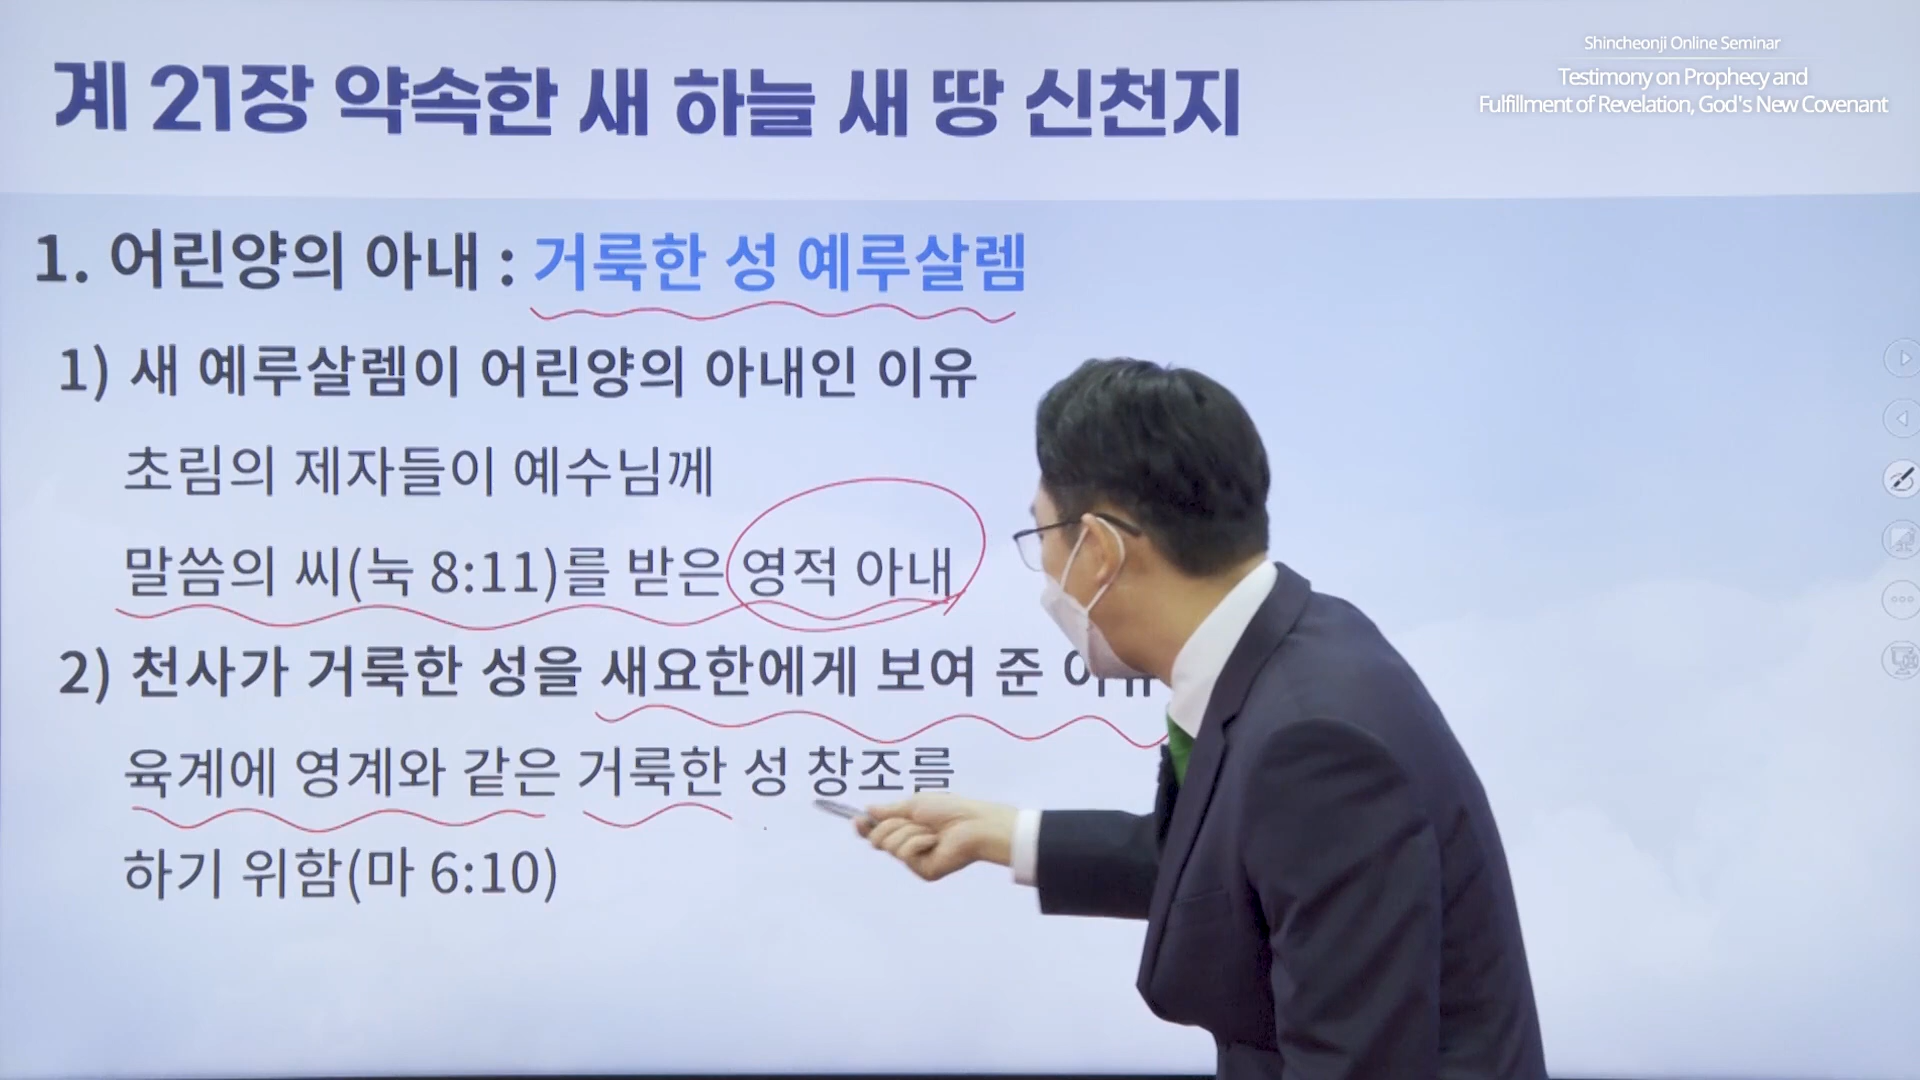 Shincheonji Online Seminar
Testimony on Prophecy and
Fulfillment of Revelation, God's New Covenant
계 21장 약속한 새 하늘 새 땅 신천지
1. 어린양의 아내 : 거룩한 성 예루살렘
1) 새 예루살렘이 어린양의 아내인 이유
초림의 제자들이 예수님께
말씀의 씨(눅 8:11)를 받은 영적 아내
2) 천사가 거룩한 성을 새요한에게 보여 준
육계에 영계와 같은 거룩한 성 창조를
하기 위함(마 6:10)